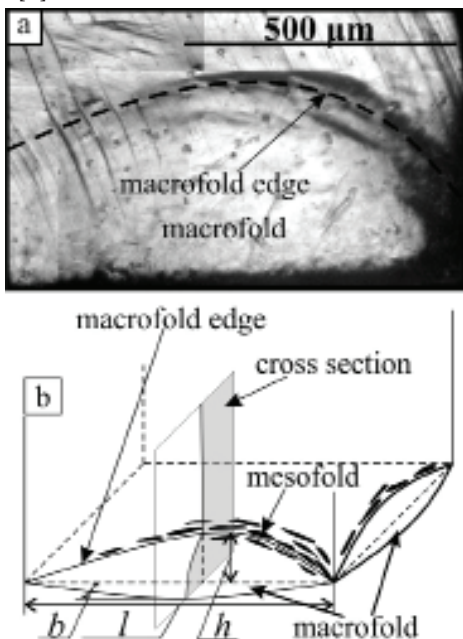 a
500 µm
macrofold edge
macrofold
macrofold edge
cross section
b
mesofold
b
l
h
macrofold